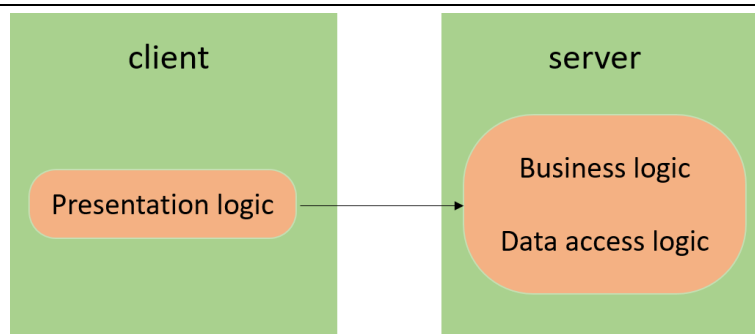 client
server
Presentation logic
Business logic
Data access logic